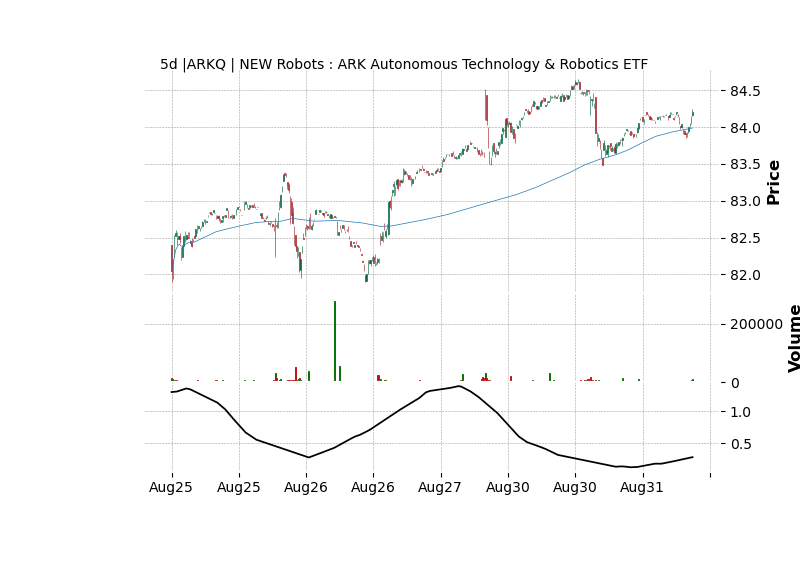 5d |ARKQ | NEW Robots : ARK Autonomous Technology & Robotics ETF
84.5
84.0
83.5
83.0
82.5
82.0
Price
200000
0
Volume
1.0
0.5
Aug25 Aug25 Aug26 Aug26 Aug27 Aug30 Aug30 Aug31